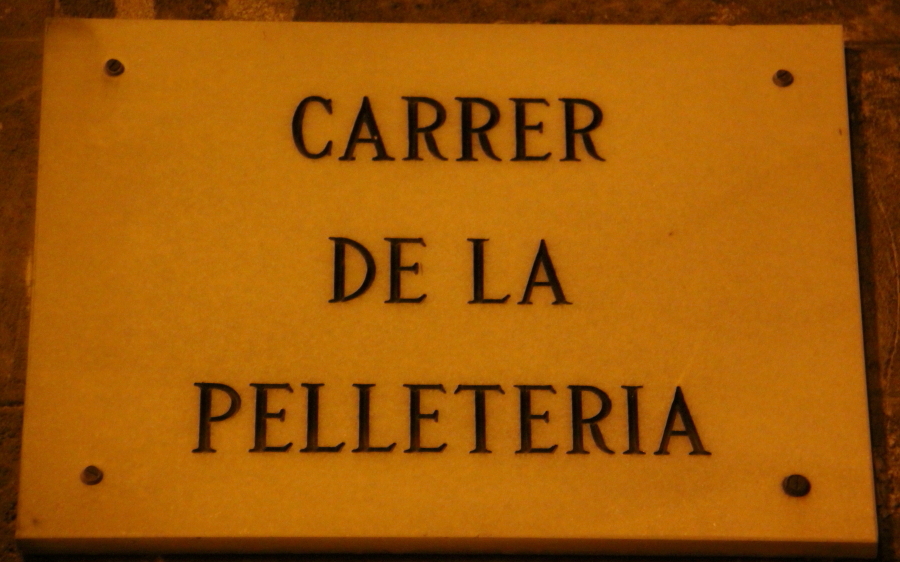 CARRER
DE LA
PELLETERIA